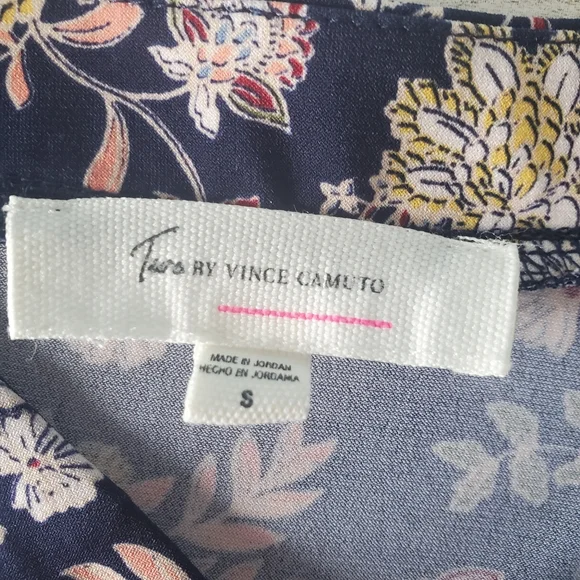 Two BY VINCE CAMUTO
MADE IN JORDAN
HECHO EN JORDANIA
S